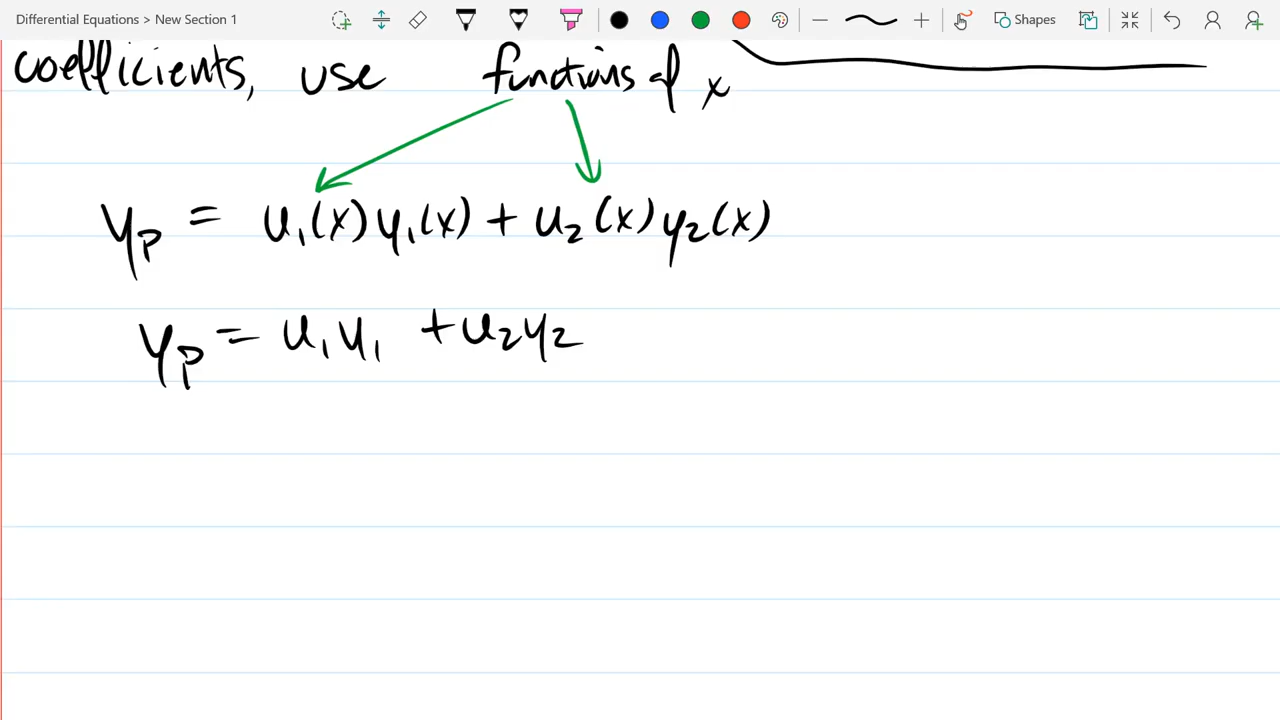 Differential Equations > New Section 1 Shapes
coefficients, use functions of x
yp = u₁(x)y₁(x) + u₂(x)y₂(x)
yp = u₁y₁ + u₂y₂